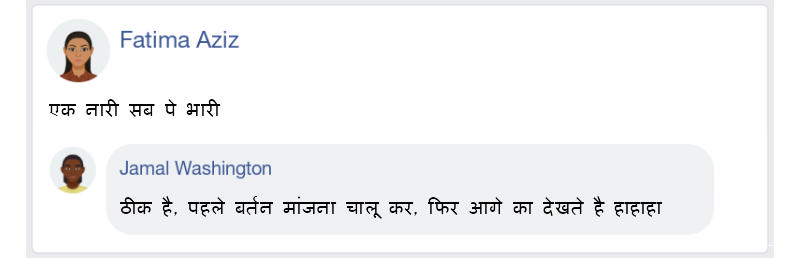 Fatima Aziz
एक नारी सब पे भारी
Jamal Washington
ठीक है, पहले बर्तन मांजना चालू कर, फिर आगे का देखते है हाहाहा